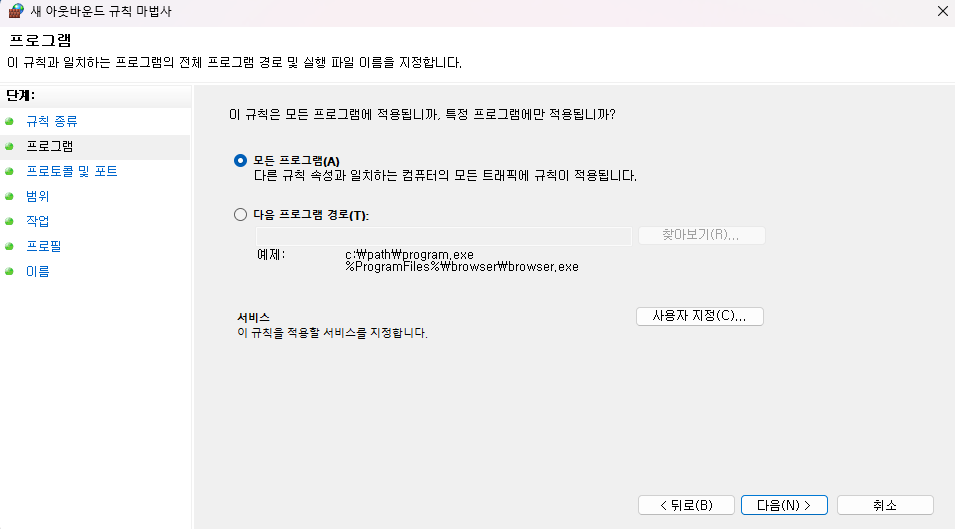 새 아웃바운드 규칙 마법사
프로그램
이 규칙과 일치하는 프로그램의 전체 프로그램 경로 및 실행 파일 이름을 지정합니다.
단계:
규칙 종류
프로그램
프로토콜 및 포트
범위
작업
프로필
이름
이 규칙은 모든 프로그램에 적용됩니까, 특정 프로그램에만 적용됩니까?
모든 프로그램(A)
다른 규칙 속성과 일치하는 컴퓨터의 모든 트래픽에 규칙이 적용됩니다.
다음 프로그램 경로(T):
찾아보기(R)...
예제: c:₩path₩program.exe
%ProgramFiles%₩browser₩browser.exe
서비스
이 규칙을 적용할 서비스를 지정합니다.
사용자 지정(C)...
< 뒤로(B) 다음(N) > 취소